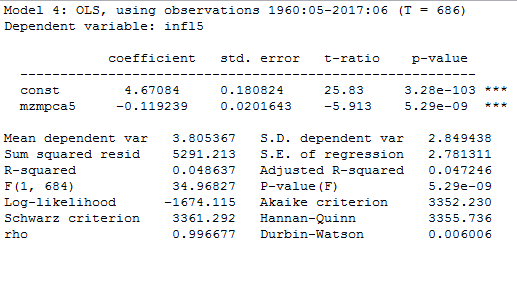 Model 4: OLS, using observations 1960:05-2017:06 (T = 686)
Dependent variable: infl5
coefficient std. error t-ratio p-value
---------------------------------------------------------------
const 4.67084 0.180824 25.83 3.28e-103 ***
mzmpca5 -0.119239 0.0201643 -5.913 5.29e-09 ***
Mean dependent var 3.805367 S.D. dependent var 2.849438
Sum squared resid 5291.213 S.E. of regression 2.781311
R-squared 0.048637 Adjusted R-squared 0.047246
F(1, 684) 34.96827 P-value(F) 5.29e-09
Log-likelihood -1674.115 Akaike criterion 3352.230
Schwarz criterion 3361.292 Hannan-Quinn 3355.736
rho 0.996677 Durbin-Watson 0.006006